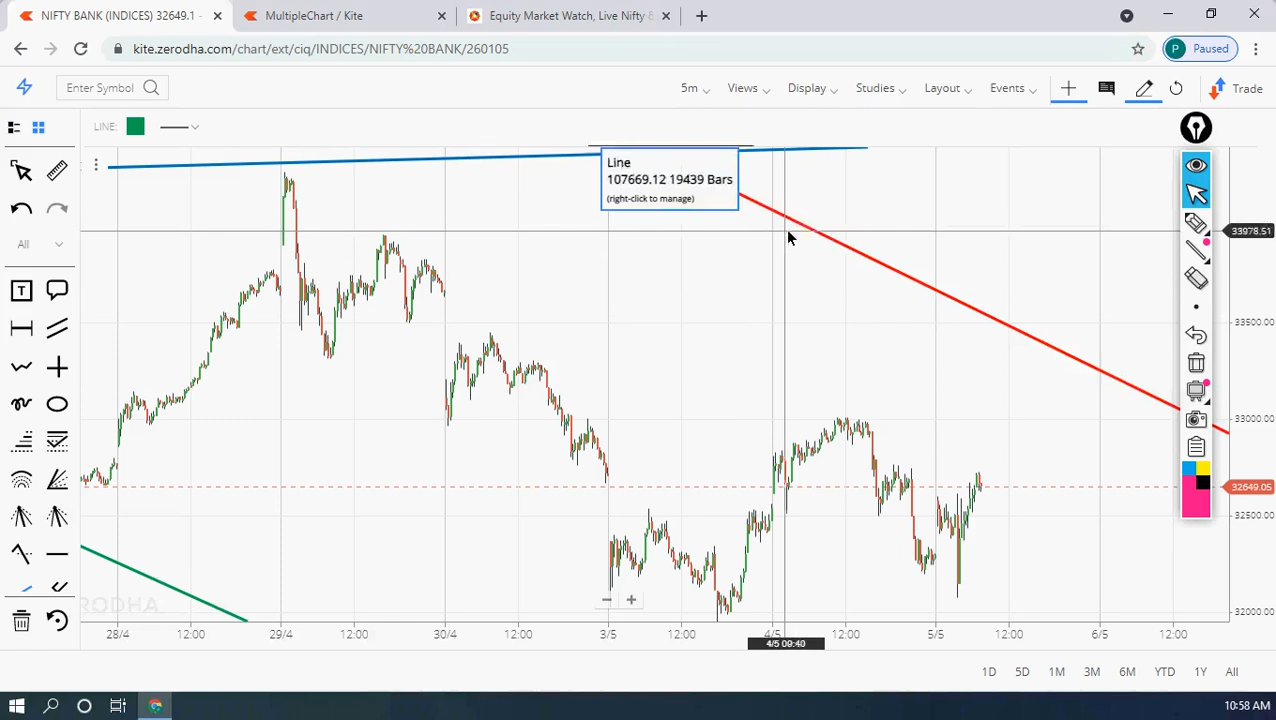 NIFTY BANK (INDICES) 32649.1 -
MultipleChart / Kite
Equity Market Watch, Live Nifty &
kite.zerodha.com/chart/ext/ciq/INDICES/NIFTY%20BANK/260105
P Paused
Enter Symbol
5m Views Display Studies Layout Events Trade
LINE:
Line
107669.12 19439 Bars
(right-click to manage)
33978.51
All
T
33500.00
33000.00
32649.05
32500.00
32000.00
ERODHA
28/4 12:00 29/4 12:00 30/4 12:00 3/5 12:00 4/5 12:00 5/5 12:00 6/5 12:00
4/5 09:40
1D 5D 1M 3M 6M YTD 1Y All
10:58 AM